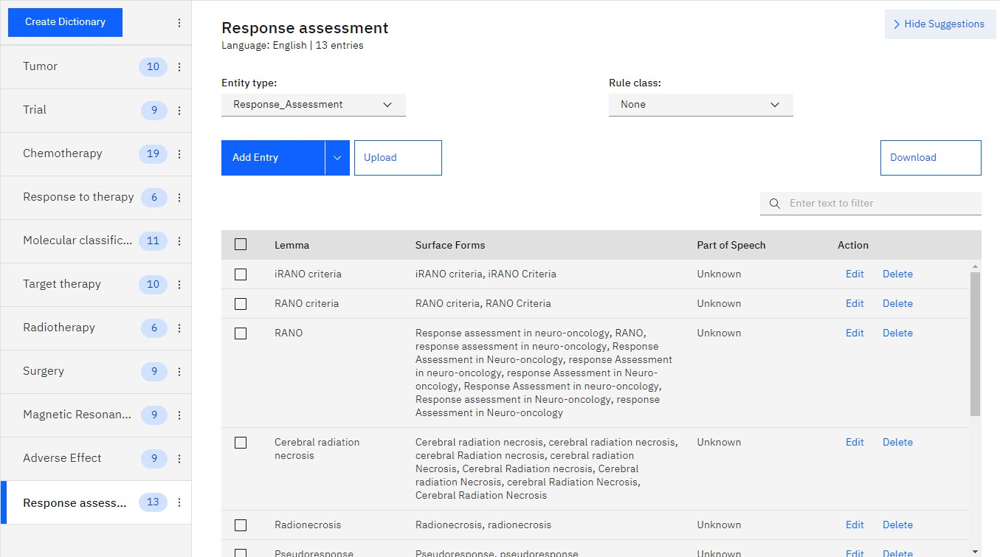 Create Dictionary
Tumor 10
Trial 9
Chemotherapy 19
Response to therapy 6
Molecular classific... 11
Target therapy 10
Radiotherapy 6
Surgery 9
Magnetic Resonan... 9
Adverse Effect 9
Response assess... 13
Response assessment
Language: English | 13 entries
Hide Suggestions
Entity type:
Response_Assessment
Rule class:
None
Add Entry
Upload
Download
Enter text to filter
Lemma Surface Forms Part of Speech Action
iRANO criteria iRANO criteria, iRANO Criteria Unknown Edit Delete
RANO criteria RANO criteria, RANO Criteria Unknown Edit Delete
RANO Response assessment in neuro-oncology, RANO, Unknown Edit Delete
response assessment in neuro-oncology, Response
Assessment in Neuro-oncology, response Assessment
in neuro-oncology, response Assessment in Neuro-
oncology, Response Assessment in neuro-oncology,
Response assessment in Neuro-oncology, response
Assessment in Neuro-oncology
Cerebral radiation Cerebral radiation necrosis, cerebral radiation necrosis, Unknown Edit Delete
necrosis cerebral Radiation necrosis, cerebral radiation
Necrosis, Cerebral Radiation necrosis, Cerebral
radiation Necrosis, cerebral Radiation Necrosis,
Cerebral Radiation Necrosis
Radionecrosis Radionecrosis, radionecrosis Unknown Edit Delete
Pseudoresponse Pseudoresponse, pseudoresponse Unknown Edit Delete